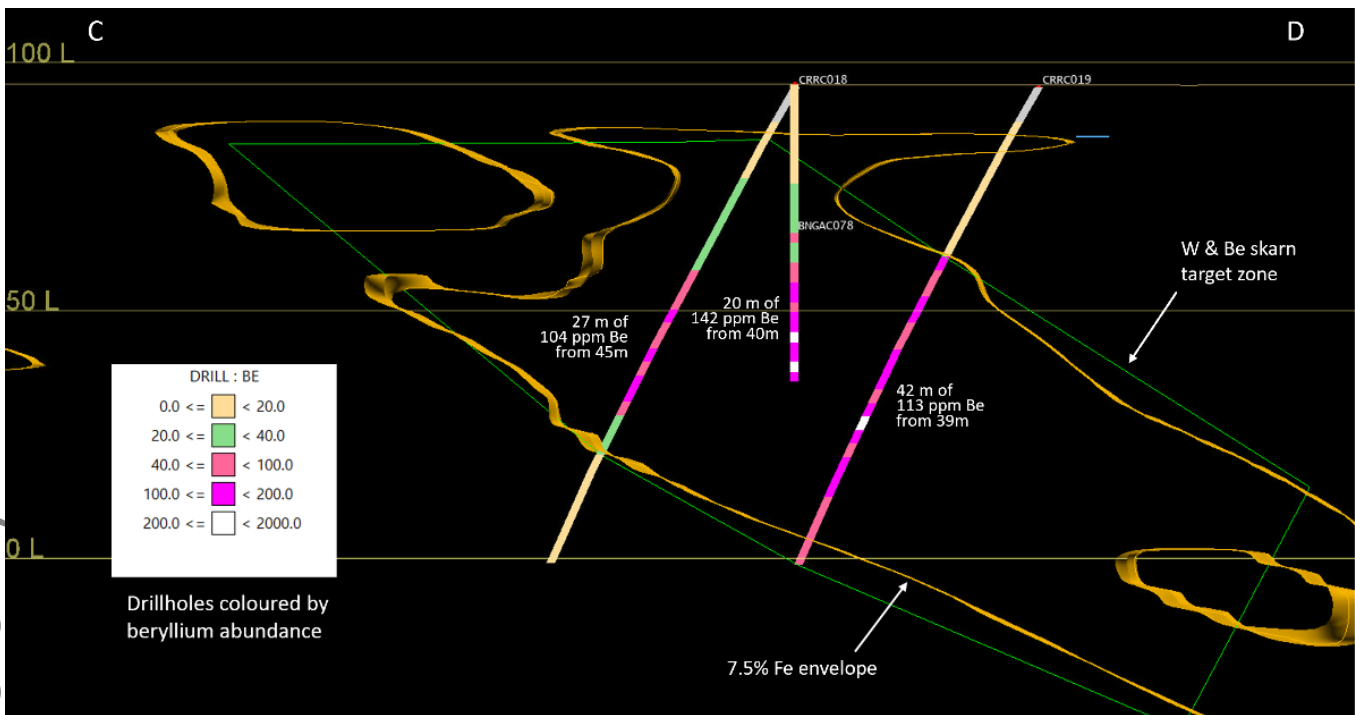 C
D
100 L
CRRC018
CRRC019
BNGAC078
W & Be skarn
target zone
50 L
27 m of
104 ppm Be
from 45m
20 m of
142 ppm Be
from 40m
42 m of
113 ppm Be
from 39m
DRILL : BE
0.0 <= < 20.0
20.0 <= < 40.0
40.0 <= < 100.0
100.0 <= < 200.0
200.0 <= < 2000.0
0 L
Drillholes coloured by
beryllium abundance
7.5% Fe envelope